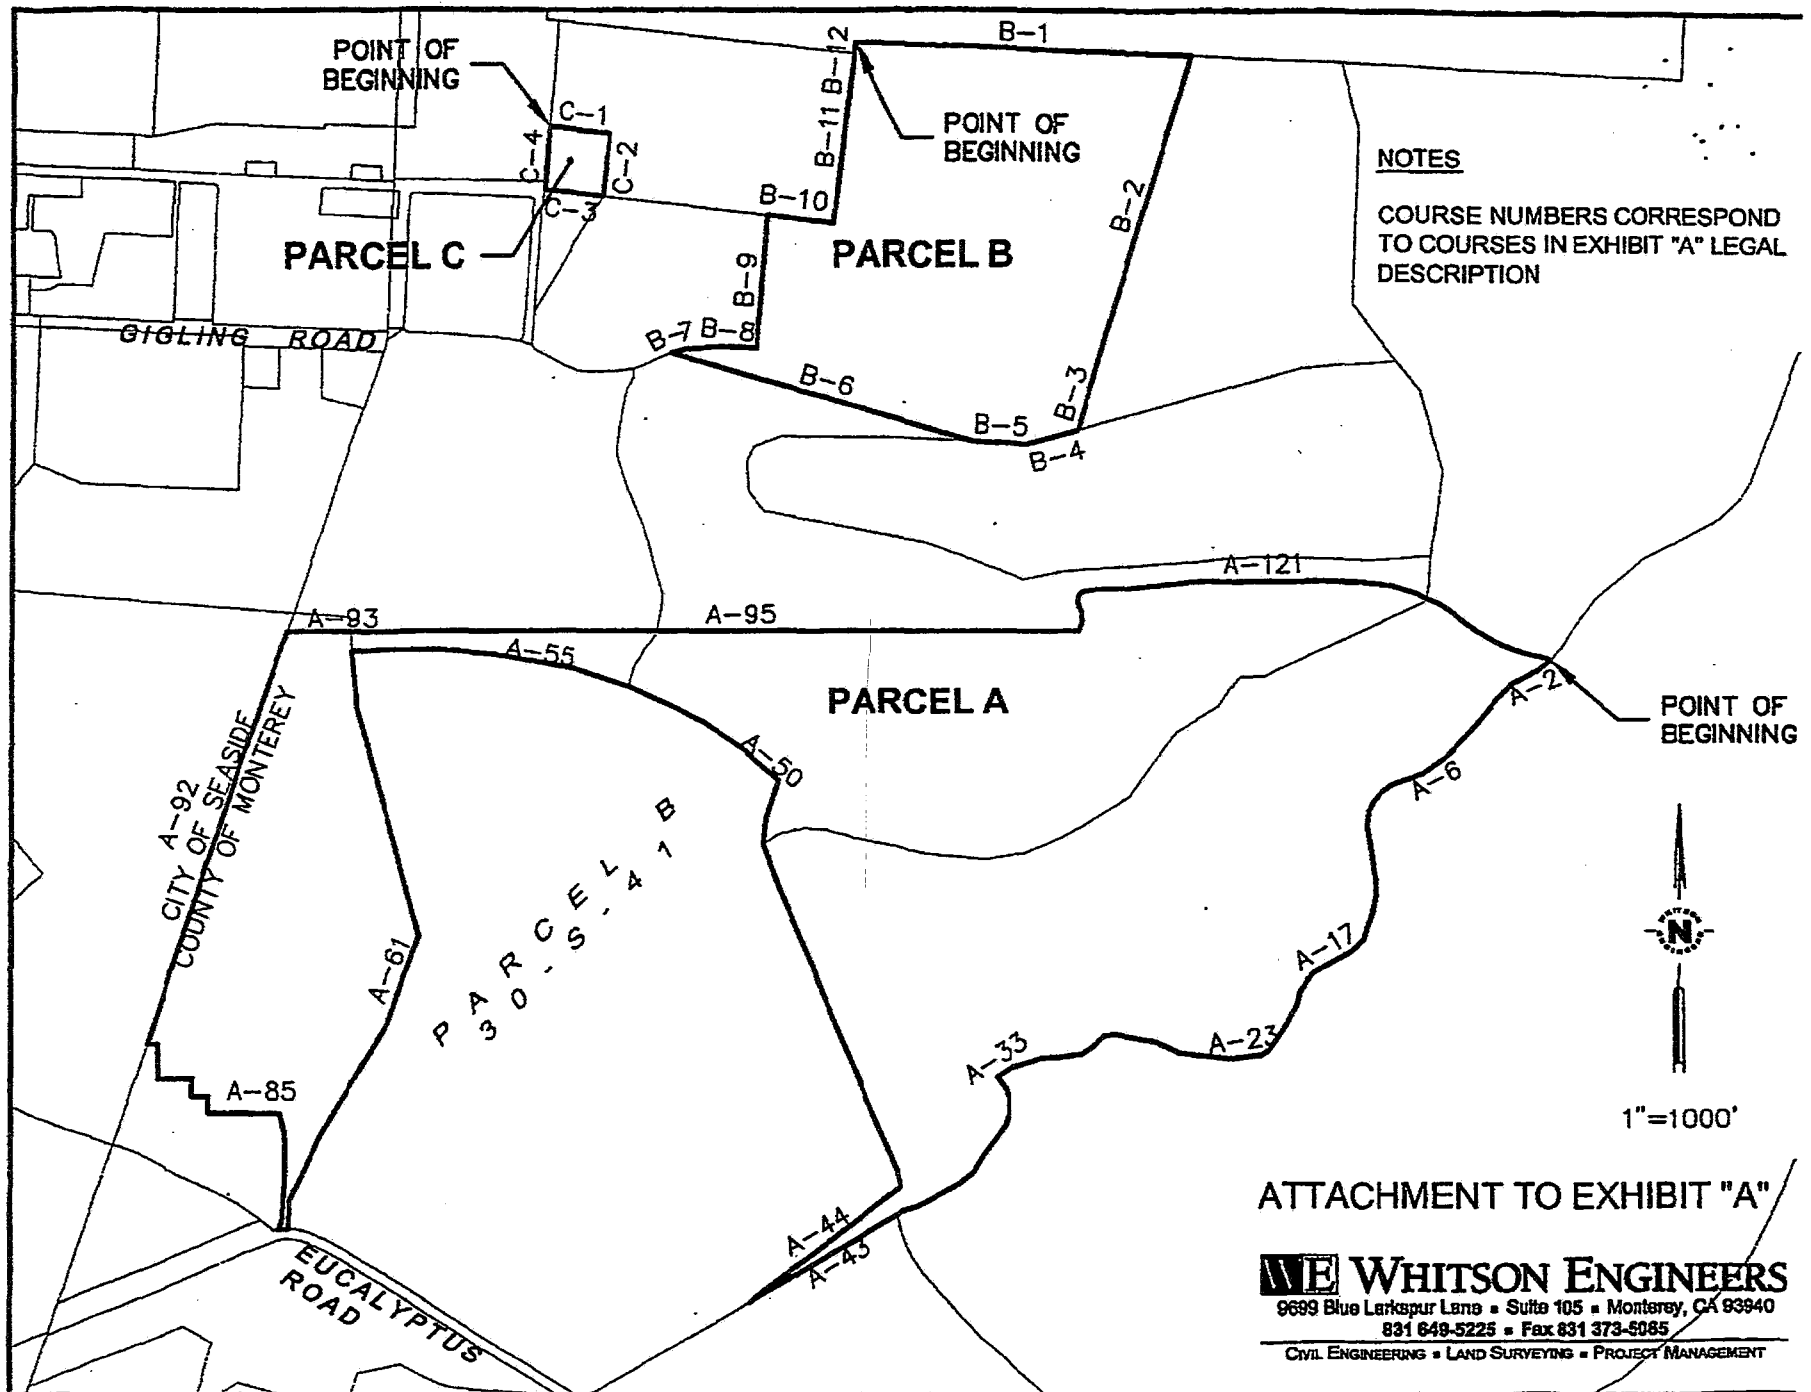 POINT OF
BEGINNING
B-12
B-1
C-1
C-4
C-2
C-3
B-11
POINT OF
BEGINNING
B-2
NOTES
COURSE NUMBERS CORRESPOND
TO COURSES IN EXHIBIT "A" LEGAL
DESCRIPTION
B-10
PARCEL C
PARCEL B
B-9
GIGLING ROAD
B-7
B-8
B-6
B-3
B-5
B-4
A-121
A-93
A-95
A-55
PARCEL A
A-2
POINT OF
BEGINNING
A-50
A-6
A-92
CITY OF SEASIDE
COUNTY OF MONTEREY
PARCEL B
30-S-41
A-61
A-17
WHITSON
ENGINEERS
N
A-33
A-23
A-85
1"=1000'
A-44
A-43
EUCALYPTUS
ROAD
ATTACHMENT TO EXHIBIT "A"
WE WHITSON ENGINEERS
9699 Blue Larkspur Lane ▪ Suite 105 ▪ Monterey, CA 93940
831 649-5225 ▪ Fax 831 373-5065
CIVIL ENGINEERING ▪ LAND SURVEYING ▪ PROJECT MANAGEMENT